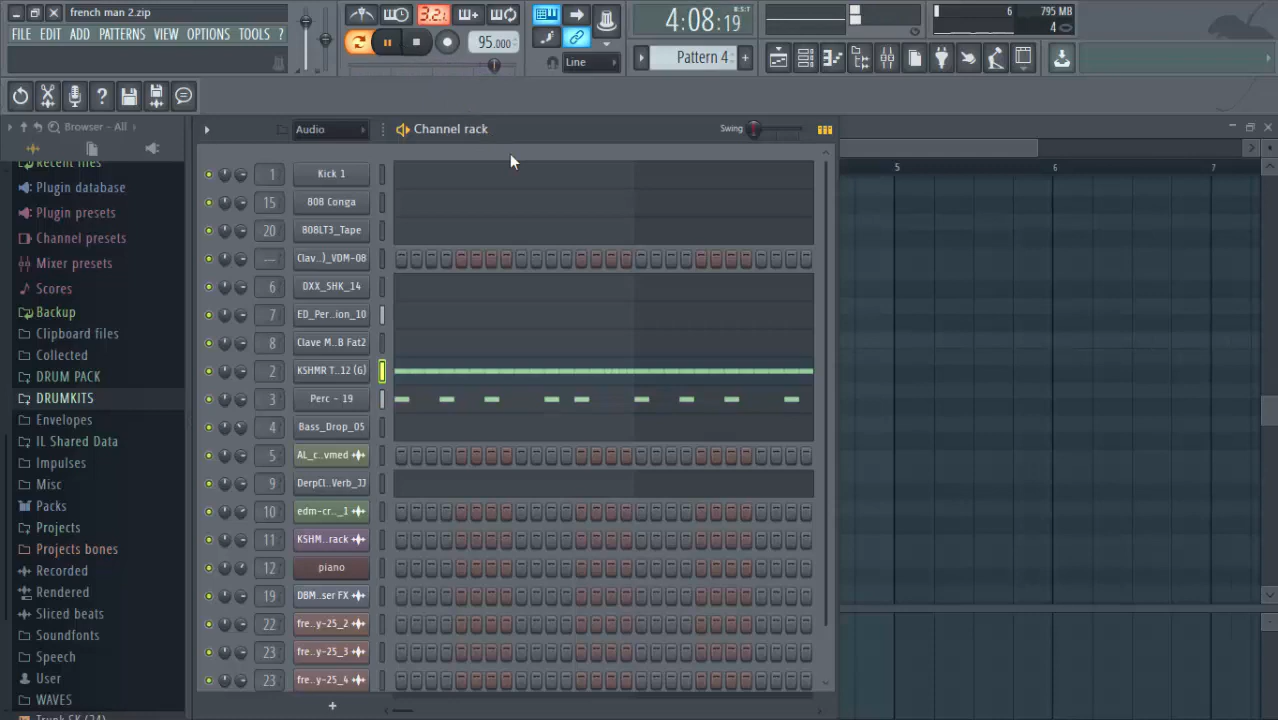 french man 2.zip
FILE EDIT ADD PATTERNS VIEW OPTIONS TOOLS ?
3.2.
95.000
Line
4:08:19
B:S:T
Pattern 4
6
795 MB
4
Browser - All
Recent files
Plugin database
Plugin presets
Channel presets
Mixer presets
Scores
Backup
Clipboard files
Collected
DRUM PACK
DRUMKITS
Envelopes
IL Shared Data
Impulses
Misc
Packs
Projects
Projects bones
Recorded
Rendered
Sliced beats
Soundfonts
Speech
User
WAVES
Audio
Channel rack
Swing
1 Kick 1
15 808 Conga
20 808LT3_Tape
--- Clav..)_VDM-08
6 DXX_SHK_14
7 ED_Per..ion_10
8 Clave M..B Fat2
2 KSHMR T..12 (G)
3 Perc - 19
4 Bass_Drop_05
5 AL_c..vmed
9 DerpCl..Verb_JJ
10 edm-cr.._1
11 KSHM..rack
12 piano
19 DBM..ser FX
22 fre..y-25_2
23 fre..y-25_3
23 fre..y-25_4
+
5 6 7